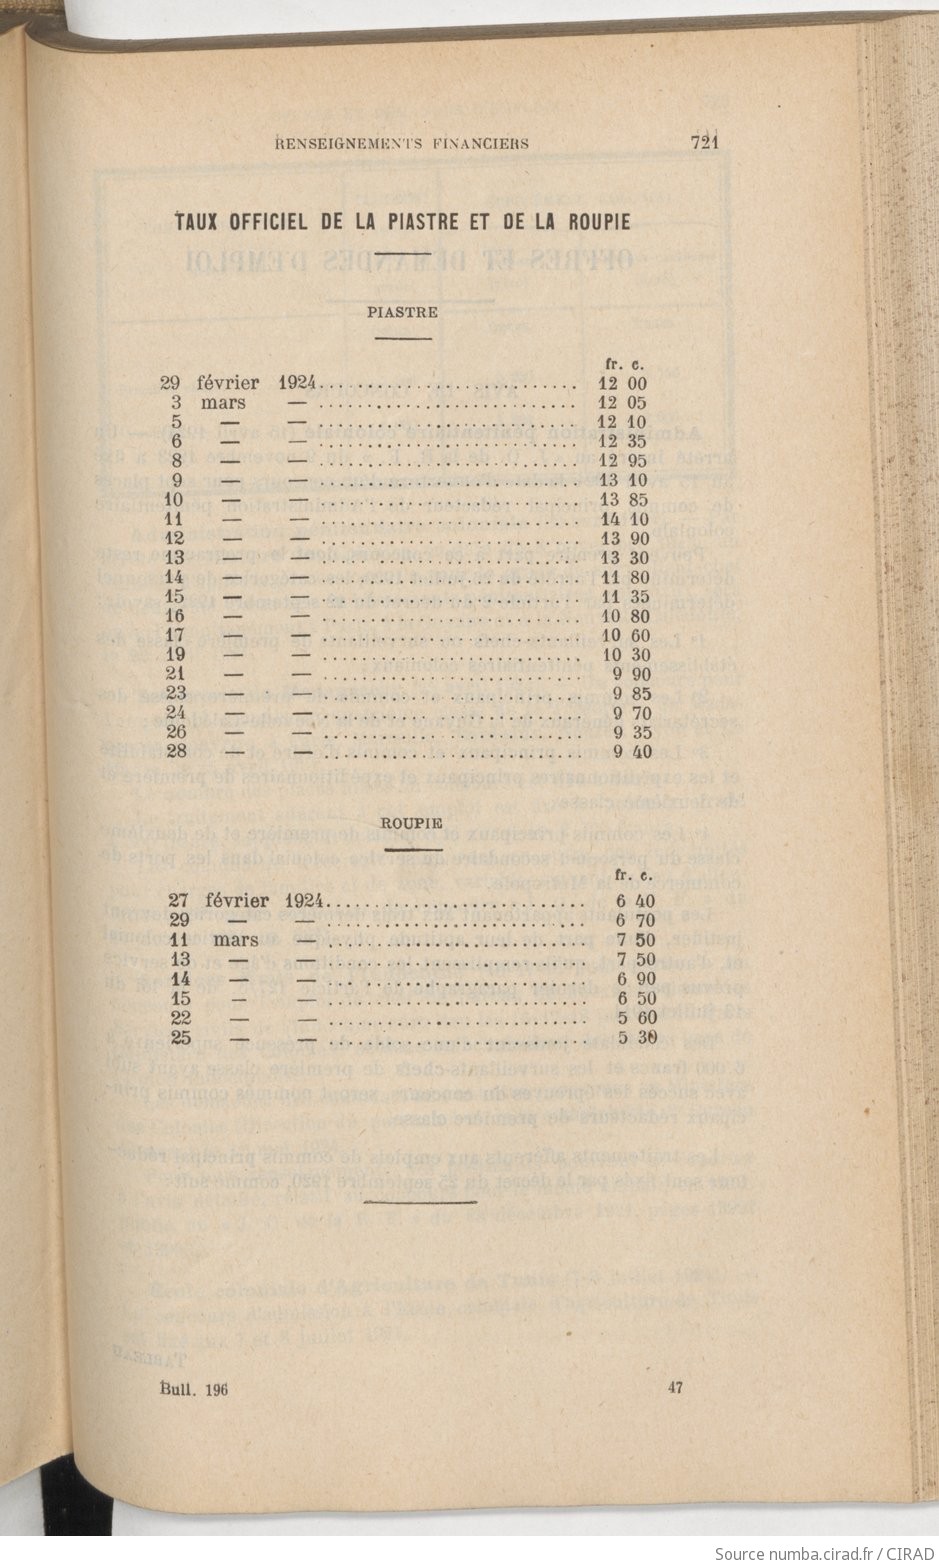 RENSEIGNEMENTS FINANCIERS 721
TAUX OFFICIEL DE LA PIASTRE ET DE LA ROUPIE
PIASTRE
fr. c.
29 février 1924........................... 12 00
3 mars — ........................... 12 05
5 — — ........................... 12 10
6 — — ........................... 12 35
8 — — ........................... 12 95
9 — — ........................... 13 10
10 — — ........................... 13 85
11 — — ........................... 14 10
12 — — ........................... 13 90
13 — — ........................... 13 30
14 — — ........................... 11 80
15 — — ........................... 11 35
16 — — ........................... 10 80
17 — — ........................... 10 60
19 — — ........................... 10 30
21 — — ........................... 9 90
23 — — ........................... 9 85
24 — — ........................... 9 70
26 — — ........................... 9 35
28 — — ........................... 9 40
ROUPIE
fr. c.
27 février 1924........................... 6 40
29 — — ........................... 6 70
11 mars — ........................... 7 50
13 — — ........................... 7 50
14 — — ........................... 6 90
15 — — ........................... 6 50
22 — — ........................... 5 60
25 — — ........................... 5 30
Bull. 196 47
Source numba.cirad.fr / CIRAD